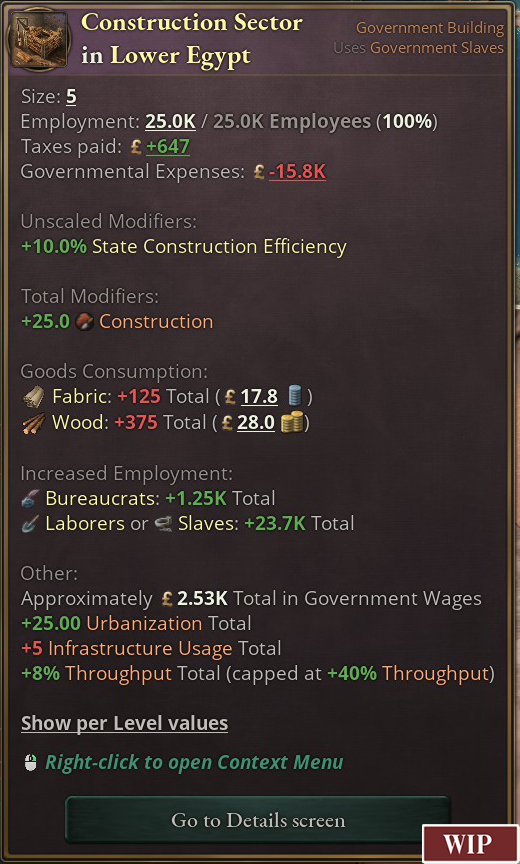 Construction Sector
in Lower Egypt
Government Building
Uses Government Slaves
Size: 5
Employment: 25.0K / 25.0K Employees (100%)
Taxes paid: £ +647
Governmental Expenses: £ -15.8K
Unscaled Modifiers:
+10.0% State Construction Efficiency
Total Modifiers:
+25.0 Construction
Goods Consumption:
Fabric: +125 Total ( £ 17.8 )
Wood: +375 Total ( £ 28.0 )
Increased Employment:
Bureaucrats: +1.25K Total
Laborers or Slaves: +23.7K Total
Other:
Approximately £ 2.53K Total in Government Wages
+25.00 Urbanization Total
+5 Infrastructure Usage Total
+8% Throughput Total (capped at +40% Throughput)
Show per Level values
Right-click to open Context Menu
Go to Details screen
WIP